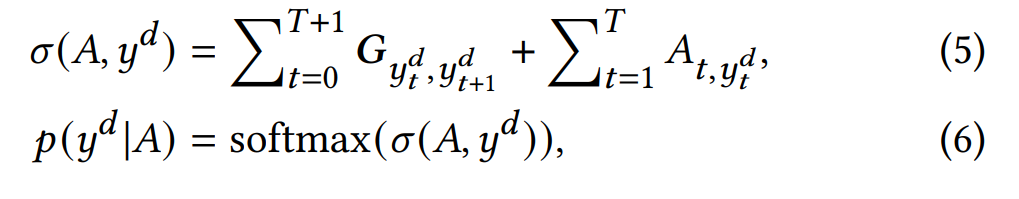 σ(A, y^d) = ∑_{t=0}^{T+1} G_{y_t^d, y_{t+1}^d} + ∑_{t=1}^{T} A_{t, y_t^d}, (5)
p(y^d|A) = softmax(σ(A, y^d)), (6)